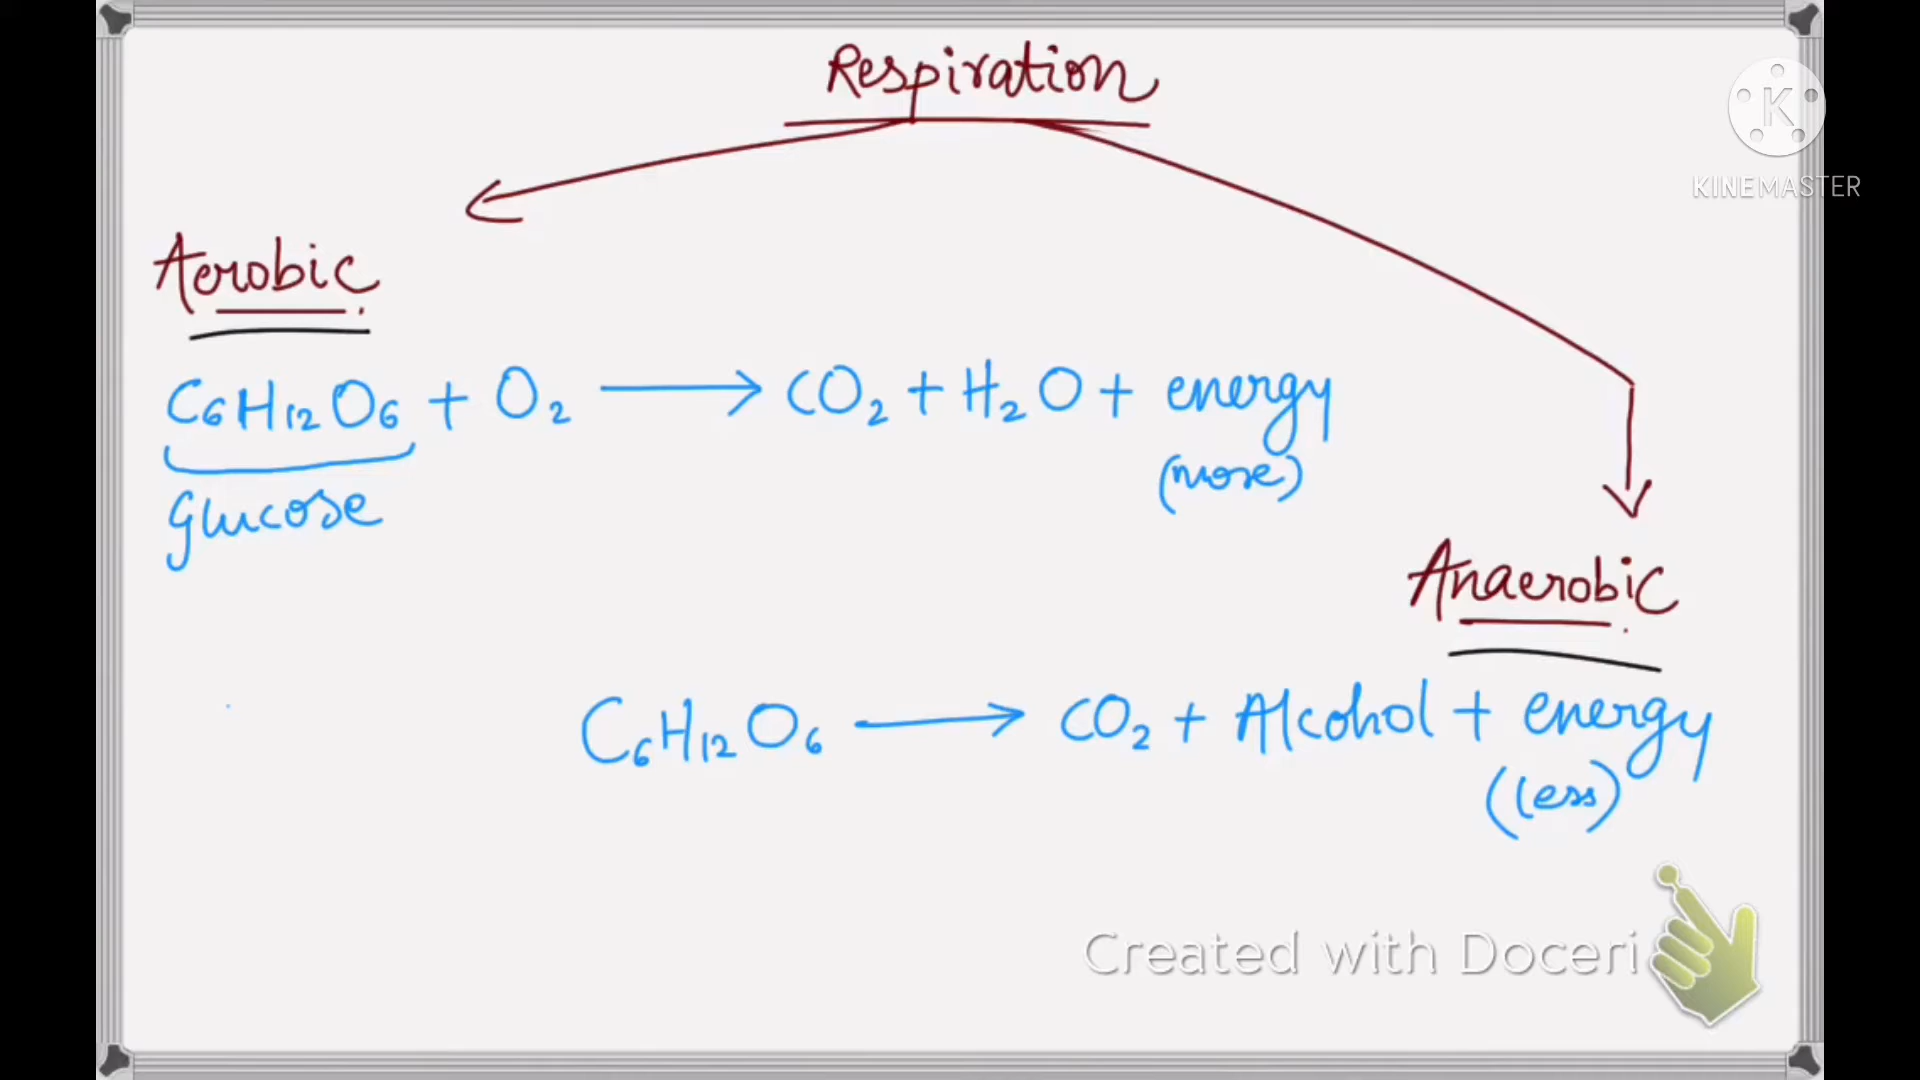 Respiration
K
KINEMASTER
Aerobic
C₆H₁₂O₆ + O₂ ⟶ CO₂ + H₂O + energy
(more)
Glucose
Anaerobic
C₆H₁₂O₆ ⟶ CO₂ + Alcohol + energy
(less)
Created with Doceri